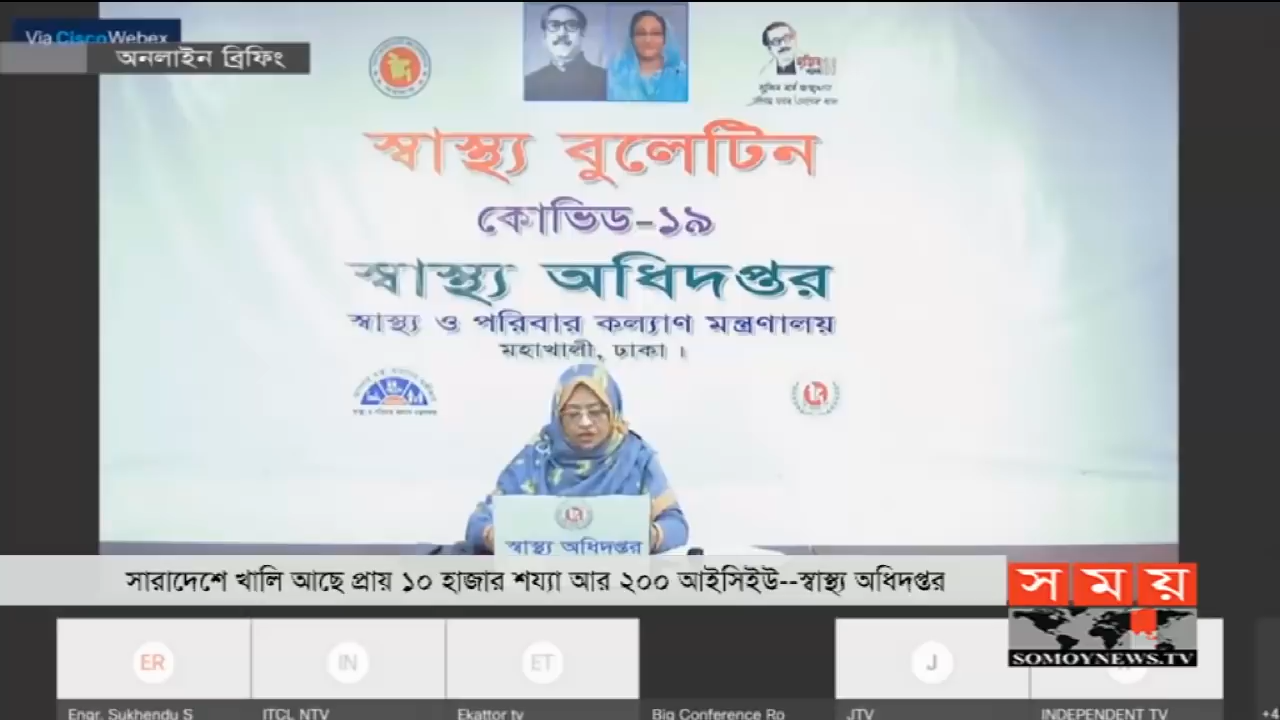 Via Cisco Webex
অনলাইন ব্রিফিং
স্বাস্থ্য বুলেটিন
কোভিড-১৯
স্বাস্থ্য অধিদপ্তর
স্বাস্থ্য ও পরিবার কল্যাণ মন্ত্রণালয়
মহাখালী, ঢাকা ।
স্বাস্থ্য অধিদপ্তর
সারাদেশে খালি আছে প্রায় ১০ হাজার শয্যা আর ২০০ আইসিইউ--স্বাস্থ্য অধিদপ্তর
সময়
SOMOYNEWS.TV
ER
IN
ET
J
Engr. Sukhendu S
ITCL NTV
Ekattor tv
Big Conference Ro
JTV
INDEPENDENT TV
+4